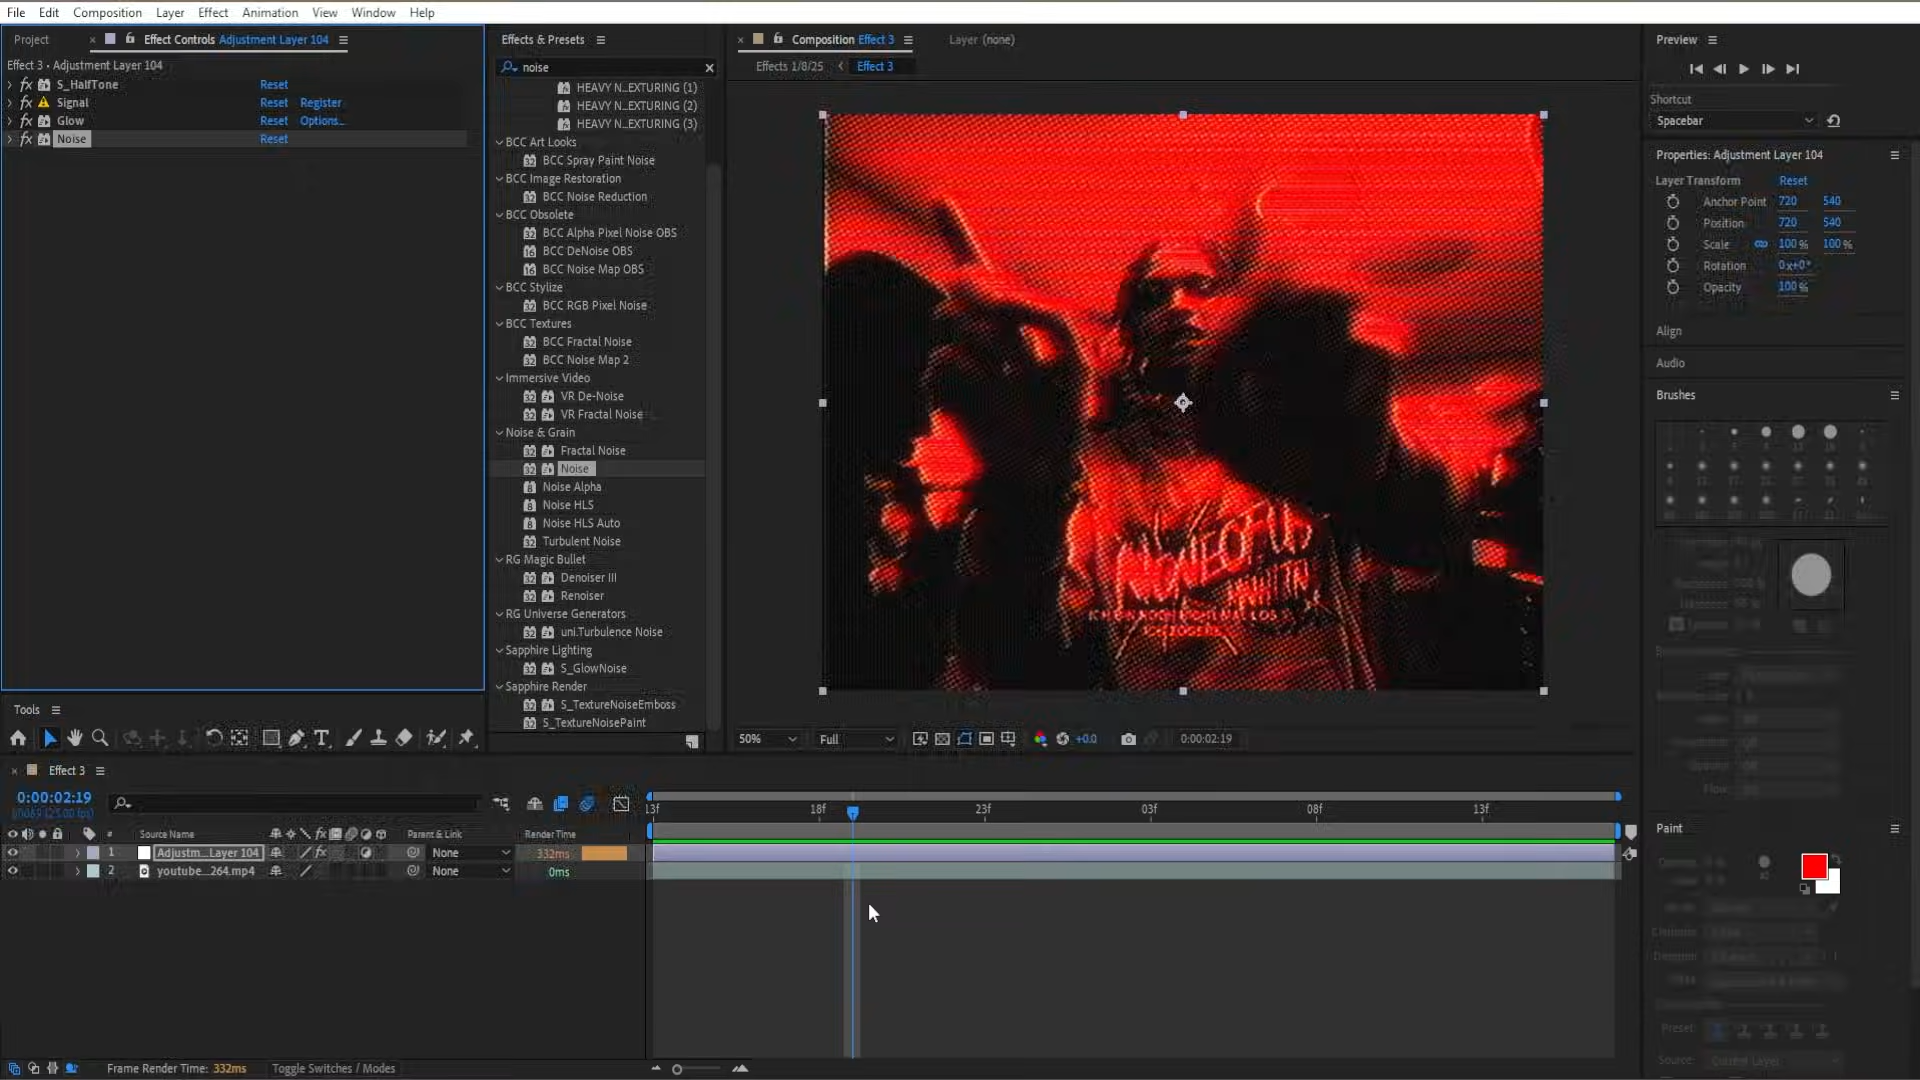 File Edit Composition Layer Effect Animation View Window Help
Project
Effect Controls Adjustment Layer 104
Effect 3 • Adjustment Layer 104
S_HalfTone Reset
Signal Reset Register
Glow Reset Options...
Noise Reset
Effects & Presets
noise
HEAVY N...EXTURING (1)
HEAVY N...EXTURING (2)
HEAVY N...EXTURING (3)
BCC Art Looks
BCC Spray Paint Noise
BCC Image Restoration
BCC Noise Reduction
BCC Obsolete
BCC Alpha Pixel Noise OBS
BCC DeNoise OBS
BCC Noise Map OBS
BCC Stylize
BCC RGB Pixel Noise
BCC Textures
BCC Fractal Noise
BCC Noise Map 2
Immersive Video
VR De-Noise
VR Fractal Noise
Noise & Grain
Fractal Noise
Noise
Noise Alpha
Noise HLS
Noise HLS Auto
Turbulent Noise
RG Magic Bullet
Denoiser III
Renoiser
RG Universe Generators
uni.Turbulence Noise
Sapphire Lighting
S_GlowNoise
Sapphire Render
S_TextureNoiseEmboss
S_TextureNoisePaint
Composition Effect 3
Layer (none)
Effects 1/8/25 Effect 3
50% Full +0.0 0:00:02:19
Preview
Shortcut
Spacebar
Properties: Adjustment Layer 104
Layer Transform Reset
Anchor Point 720 540
Position 720 540
Scale 100% 100%
Rotation 0x+0°
Opacity 100%
Align
Audio
Brushes
Paint
Preset:
Source: Current Layer
Tools
Effect 3
0:00:02:19
# Source Name Parent & Link Render Time
1 Adjustm...Layer 104 None 332ms
2 youtube...264.mp4 None 0ms
13f 18f 23f 03f 08f 13f
Frame Render Time: 332ms Toggle Switches / Modes